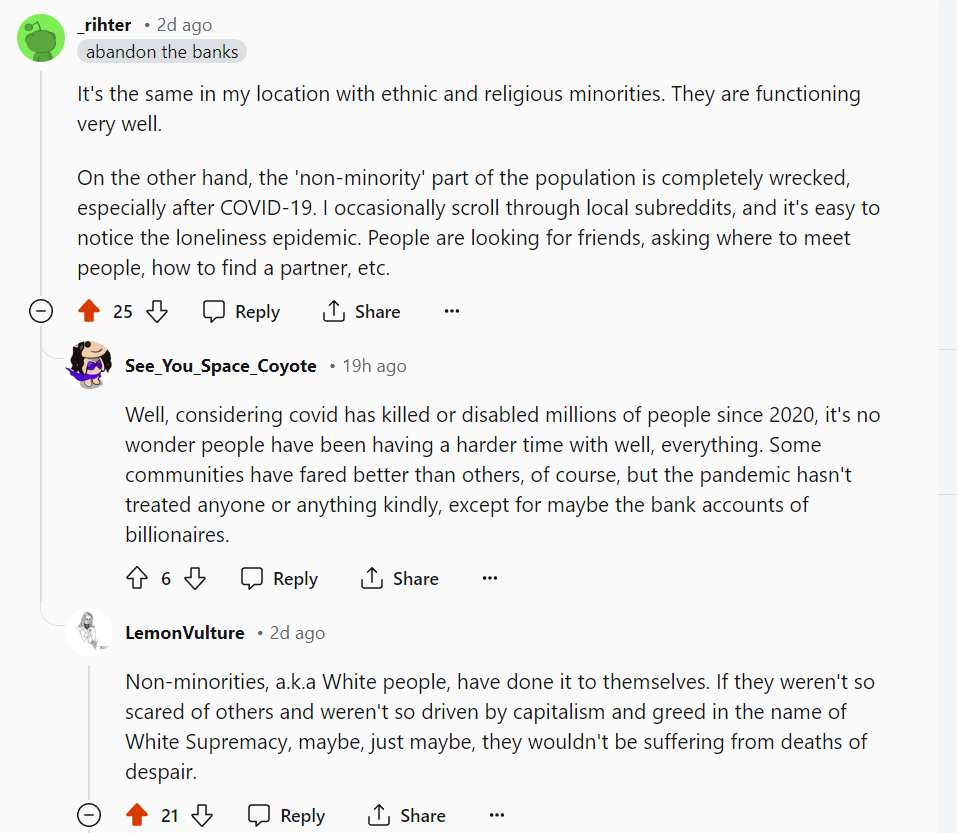 _rihter • 2d ago
abandon the banks
It's the same in my location with ethnic and religious minorities. They are functioning
very well.
On the other hand, the 'non-minority' part of the population is completely wrecked,
especially after COVID-19. I occasionally scroll through local subreddits, and it's easy to
notice the loneliness epidemic. People are looking for friends, asking where to meet
people, how to find a partner, etc.
25 Reply Share ...
See_You_Space_Coyote • 19h ago
Well, considering covid has killed or disabled millions of people since 2020, it's no
wonder people have been having a harder time with well, everything. Some
communities have fared better than others, of course, but the pandemic hasn't
treated anyone or anything kindly, except for maybe the bank accounts of
billionaires.
6 Reply Share ...
LemonVulture • 2d ago
Non-minorities, a.k.a White people, have done it to themselves. If they weren't so
scared of others and weren't so driven by capitalism and greed in the name of
White Supremacy, maybe, just maybe, they wouldn't be suffering from deaths of
despair.
21 Reply Share ...